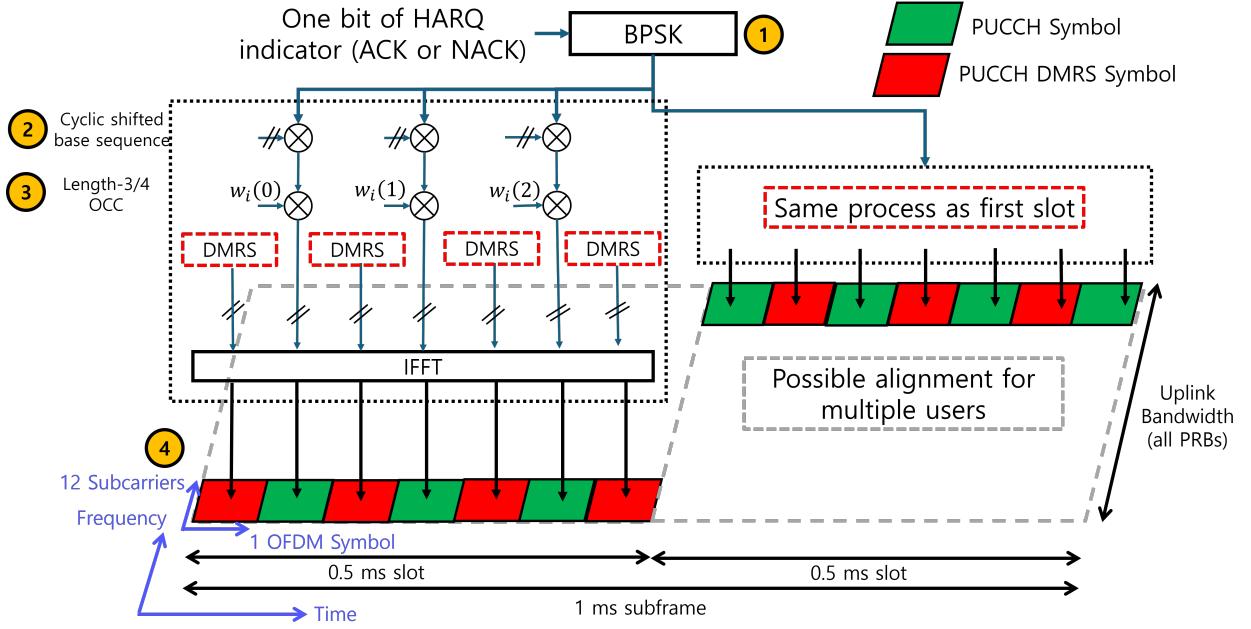 One bit of HARQ
indicator (ACK or NACK)
BPSK
1
PUCCH Symbol
PUCCH DMRS Symbol
2
Cyclic shifted
base sequence
3
Length-3/4
OCC
w_i(0)
w_i(1)
w_i(2)
DMRS
DMRS
DMRS
DMRS
Same process as first slot
IFFT
Possible alignment for
multiple users
Uplink
Bandwidth
(all PRBs)
4
12 Subcarriers
Frequency
1 OFDM Symbol
0.5 ms slot
0.5 ms slot
1 ms subframe
Time